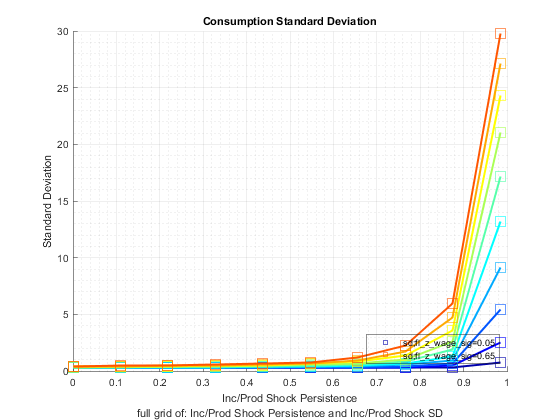 Consumption Standard Deviation
30
25
20
15
10
5
0
Standard Deviation
sd:fl_z_wage_sig=0.05
sd:fl_z_wage_sig=0.65
0 0.1 0.2 0.3 0.4 0.5 0.6 0.7 0.8 0.9 1
Inc/Prod Shock Persistence
full grid of: Inc/Prod Shock Persistence and Inc/Prod Shock SD